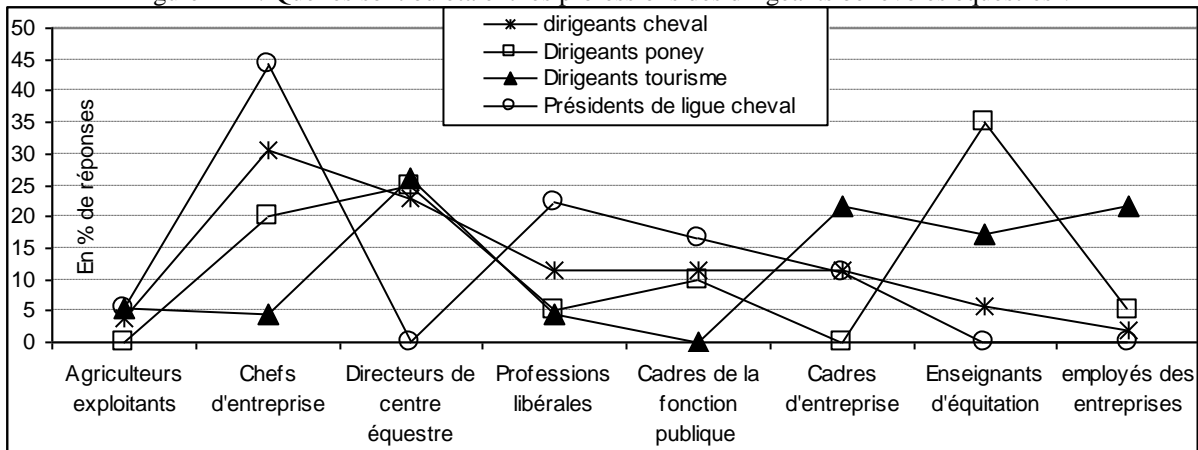 dirigeants cheval
Dirigeants poney
Dirigeants tourisme
Présidents de ligue cheval
En % de réponses
50
45
40
35
30
25
20
15
10
5
0
Agriculteurs exploitants
Chefs d'entreprise
Directeurs de centre équestre
Professions libérales
Cadres de la fonction publique
Cadres d'entreprise
Enseignants d'équitation
employés des entreprises